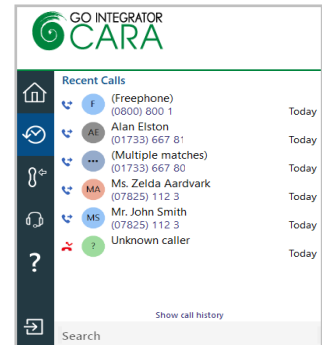 GO INTEGRATOR
CARA
Recent Calls
F (Freephone)
(0800) 800 1 Today
AE Alan Elston
(01733) 667 81 Today
••• (Multiple matches)
(01733) 667 80 Today
MA Ms. Zelda Aardvark
(07825) 112 3 Today
MS Mr. John Smith
(07825) 112 3 Today
? Unknown caller
Today
?
Show call history
Search